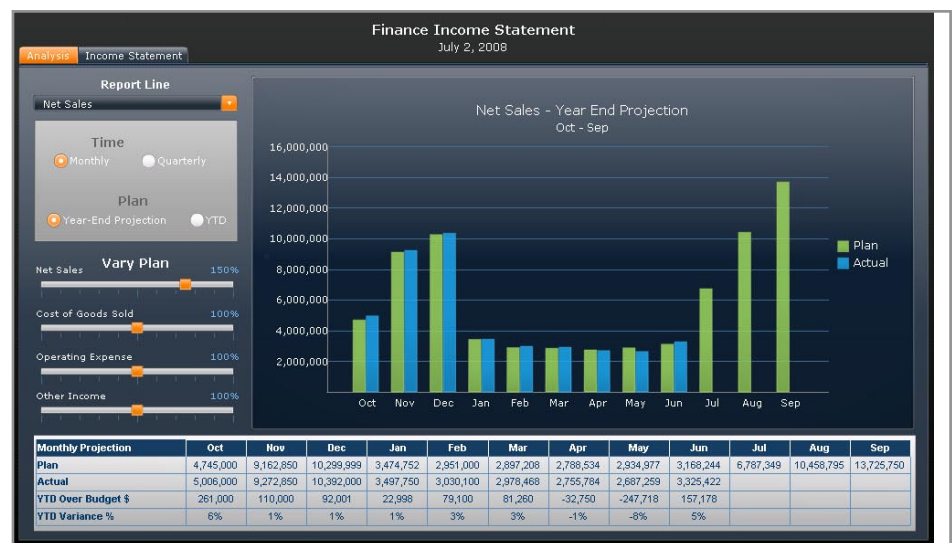 Finance Income Statement
July 2, 2008
Analysis Income Statement
Report Line
Net Sales
Time
Monthly Quarterly
Plan
Year-End Projection YTD
Vary Plan
Net Sales 150%
Cost of Goods Sold 100%
Operating Expense 100%
Other Income 100%
Net Sales - Year End Projection
Oct - Sep
16,000,000
14,000,000
12,000,000
10,000,000
8,000,000
6,000,000
4,000,000
2,000,000
Oct Nov Dec Jan Feb Mar Apr May Jun Jul Aug Sep
Plan
Actual
Monthly Projection Oct Nov Dec Jan Feb Mar Apr May Jun Jul Aug Sep
Plan 4,745,000 9,162,850 10,299,999 3,474,752 2,951,000 2,897,208 2,788,534 2,934,977 3,168,244 6,787,349 10,458,795 13,725,750
Actual 5,006,000 9,272,850 10,392,000 3,497,750 3,030,100 2,978,468 2,755,784 2,687,259 3,325,422
YTD Over Budget $ 261,000 110,000 92,001 22,998 79,100 81,260 -32,750 -247,718 157,178
YTD Variance % 6% 1% 1% 1% 3% 3% -1% -8% 5%